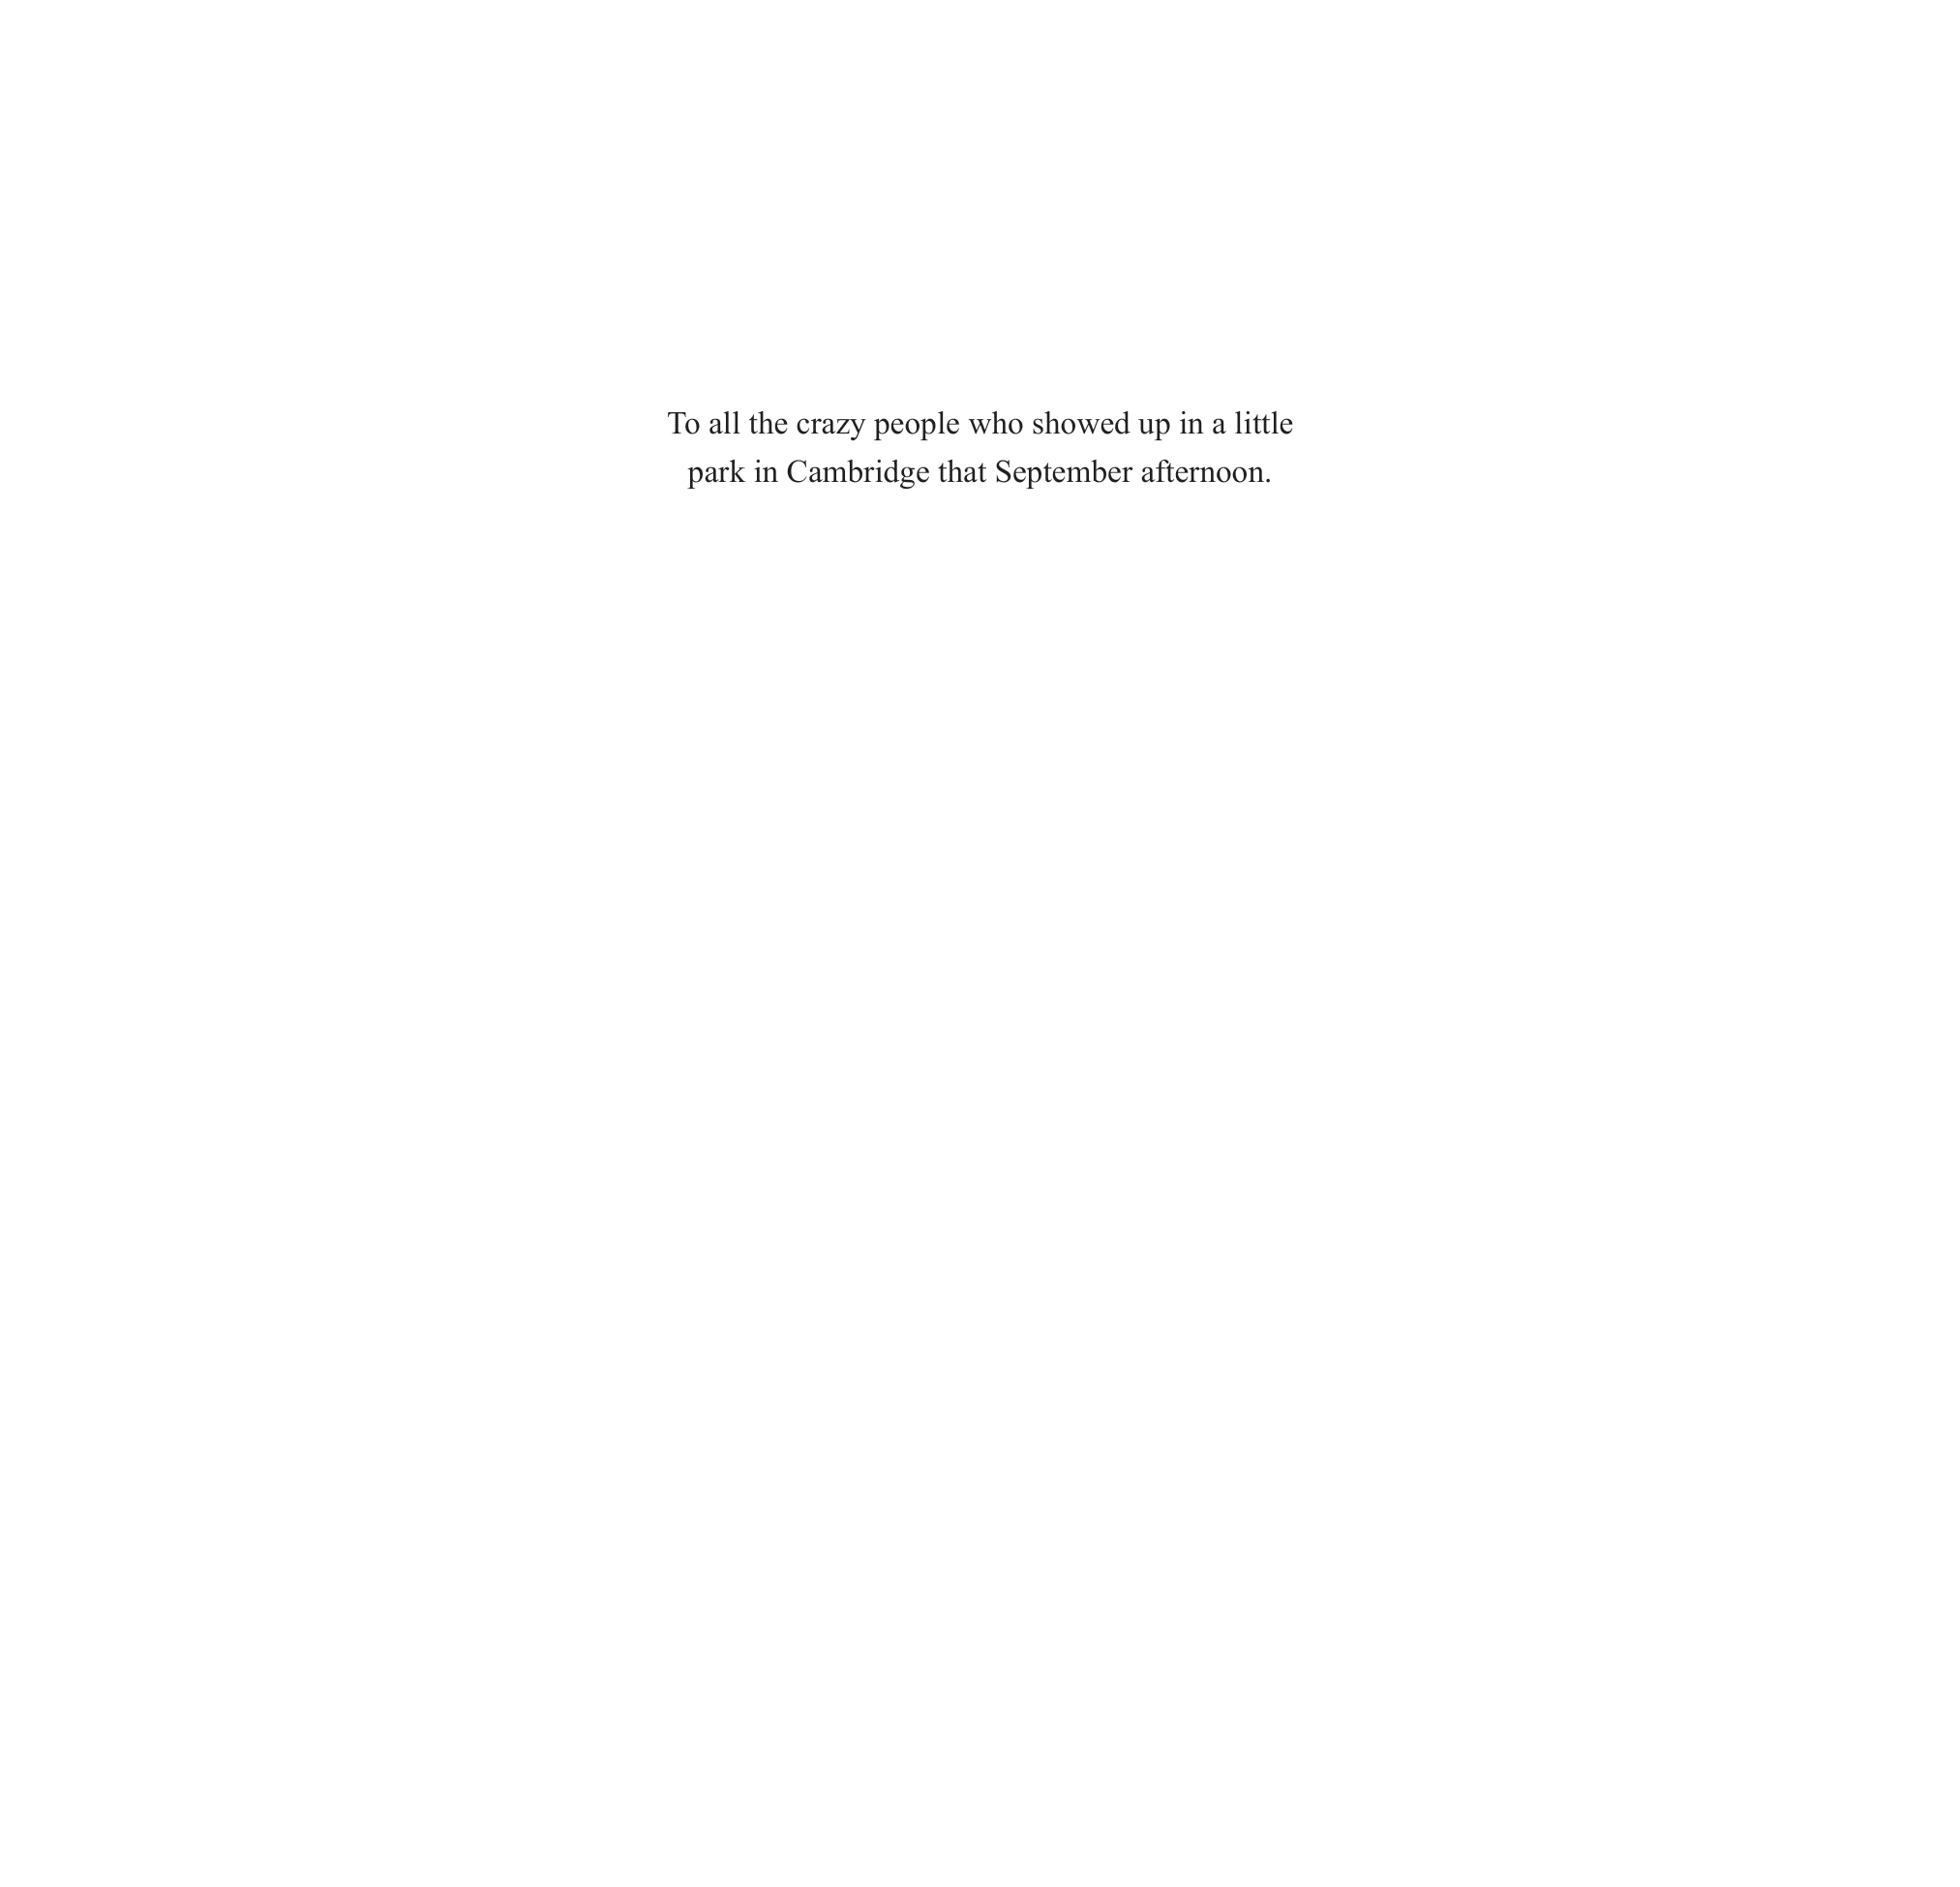 To all the crazy people who showed up in a little
park in Cambridge that September afternoon.